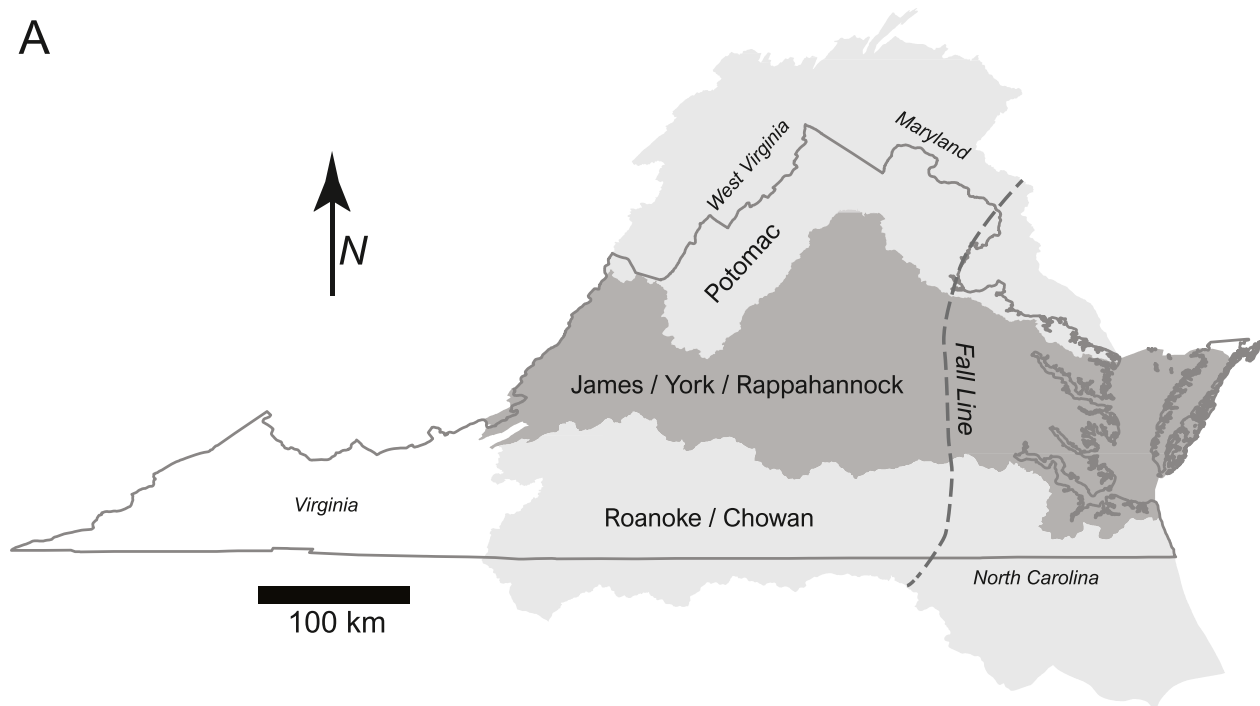 A
West Virginia
Maryland
N
Potomac
Fall Line
James / York / Rappahannock
Virginia
Roanoke / Chowan
North Carolina
100 km